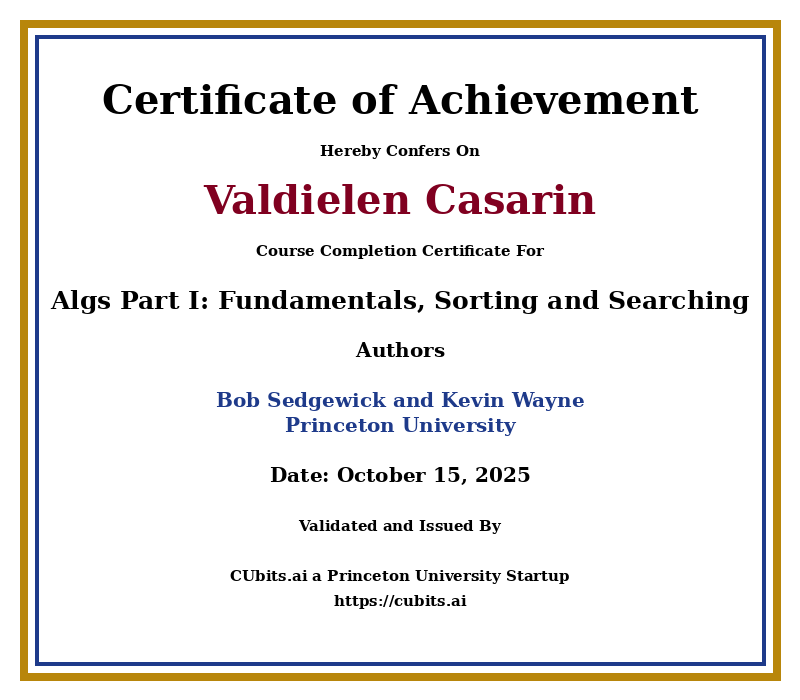 Certificate of Achievement
Hereby Confers On
Valdielen Casarin
Course Completion Certificate For
Algs Part I: Fundamentals, Sorting and Searching
Authors
Bob Sedgewick and Kevin Wayne
Princeton University
Date: October 15, 2025
Validated and Issued By
CUbits.ai a Princeton University Startup
https://cubits.ai